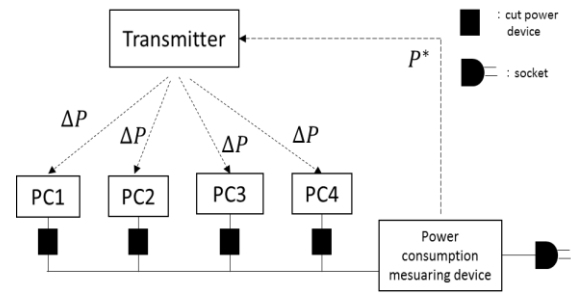 Transmitter
: cut power
device
P*
: socket
ΔP
ΔP
ΔP
ΔP
PC1
PC2
PC3
PC4
Power
consumption
mesuaring device